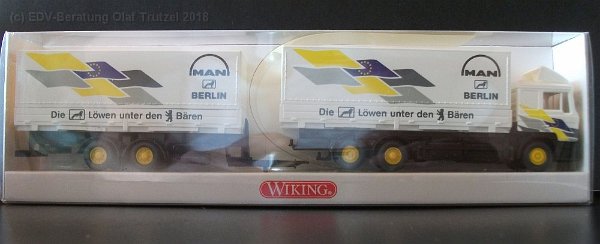 (c) EDV-Beratung Olaf Trutzel 2018
MAN
BERLIN
Die Löwen unter den Bären
MAN
BERLIN
Die Löwen unter den Bären
WIKING®